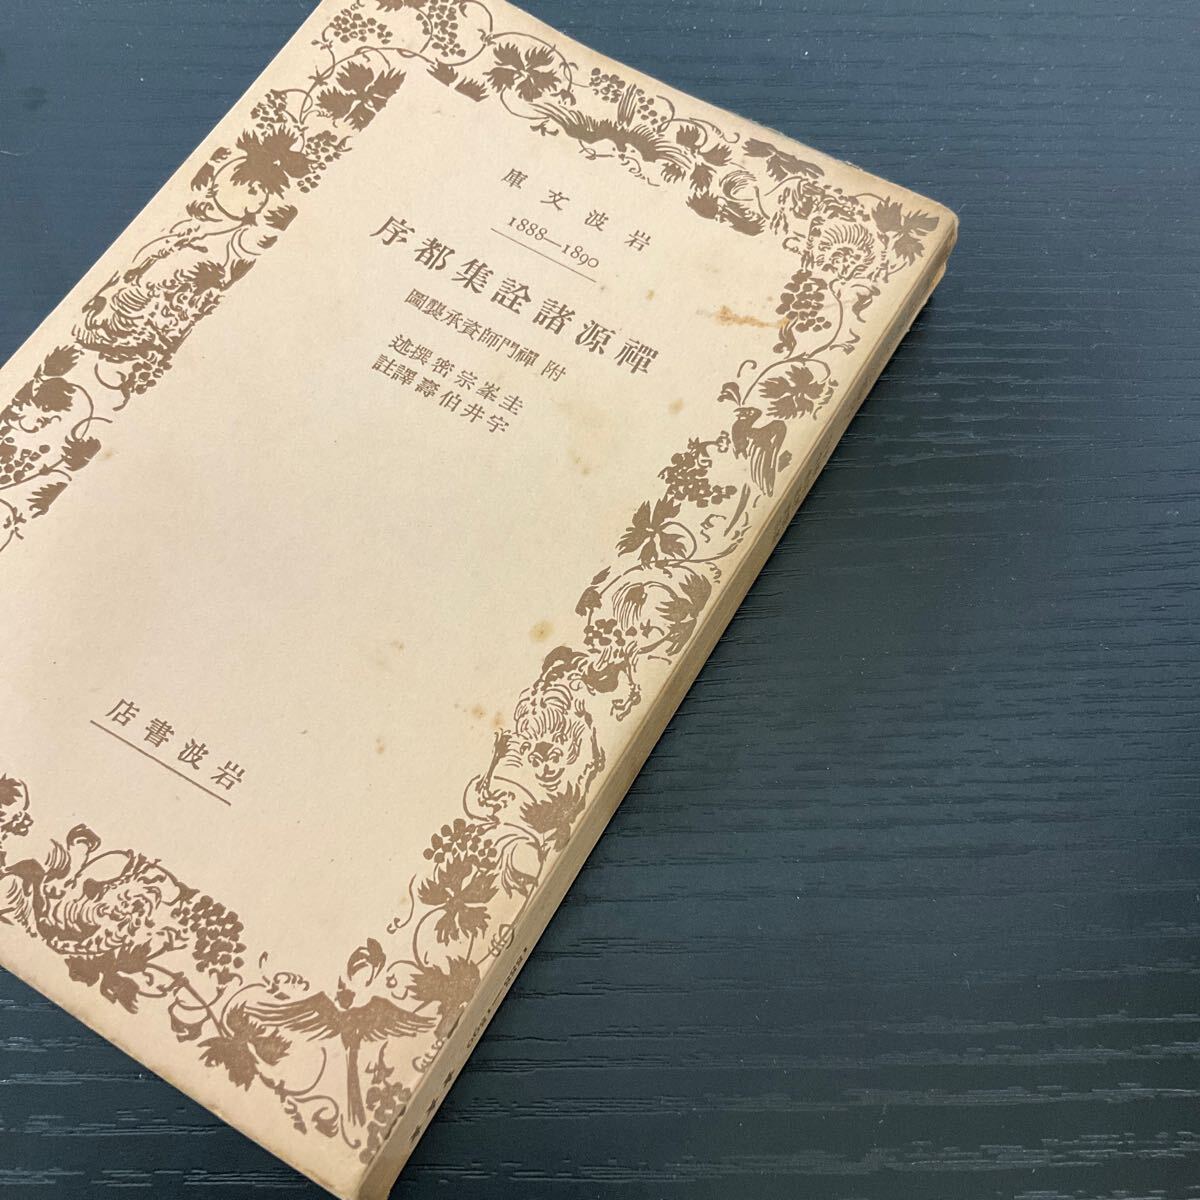 岩波文庫
1888—1890
禪源諸詮集都序
附 禪門師資承襲圖
圭峯宗密撰述
宇井伯壽譯註
岩波書店